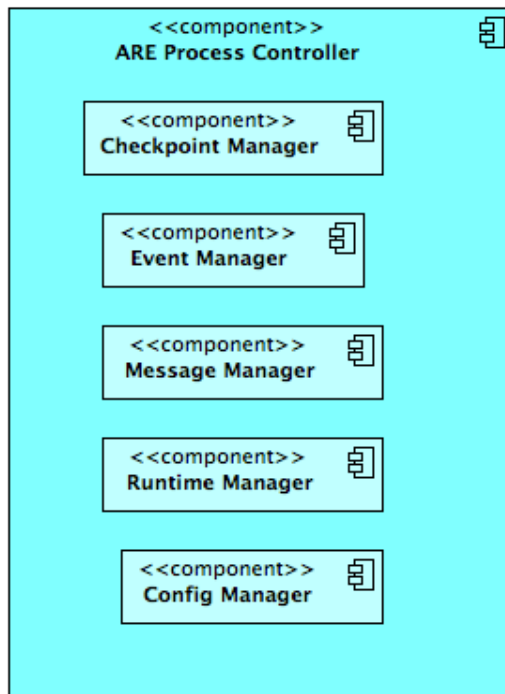 <<component>>
ARE Process Controller
<<component>>
Checkpoint Manager
<<component>>
Event Manager
<<component>>
Message Manager
<<component>>
Runtime Manager
<<component>>
Config Manager